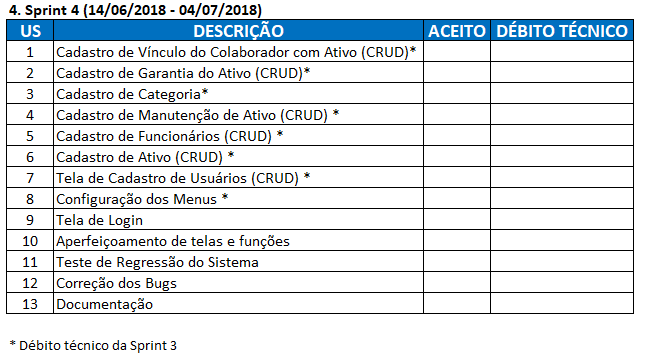 4. Sprint 4 (14/06/2018 - 04/07/2018)
US DESCRIÇÃO ACEITO DÉBITO TÉCNICO
1 Cadastro de Vínculo do Colaborador com Ativo (CRUD)*
2 Cadastro de Garantia do Ativo (CRUD)*
3 Cadastro de Categoria*
4 Cadastro de Manutenção de Ativo (CRUD) *
5 Cadastro de Funcionários (CRUD) *
6 Cadastro de Ativo (CRUD) *
7 Tela de Cadastro de Usuários (CRUD) *
8 Configuração dos Menus *
9 Tela de Login
10 Aperfeiçoamento de telas e funções
11 Teste de Regressão do Sistema
12 Correção dos Bugs
13 Documentação
* Débito técnico da Sprint 3